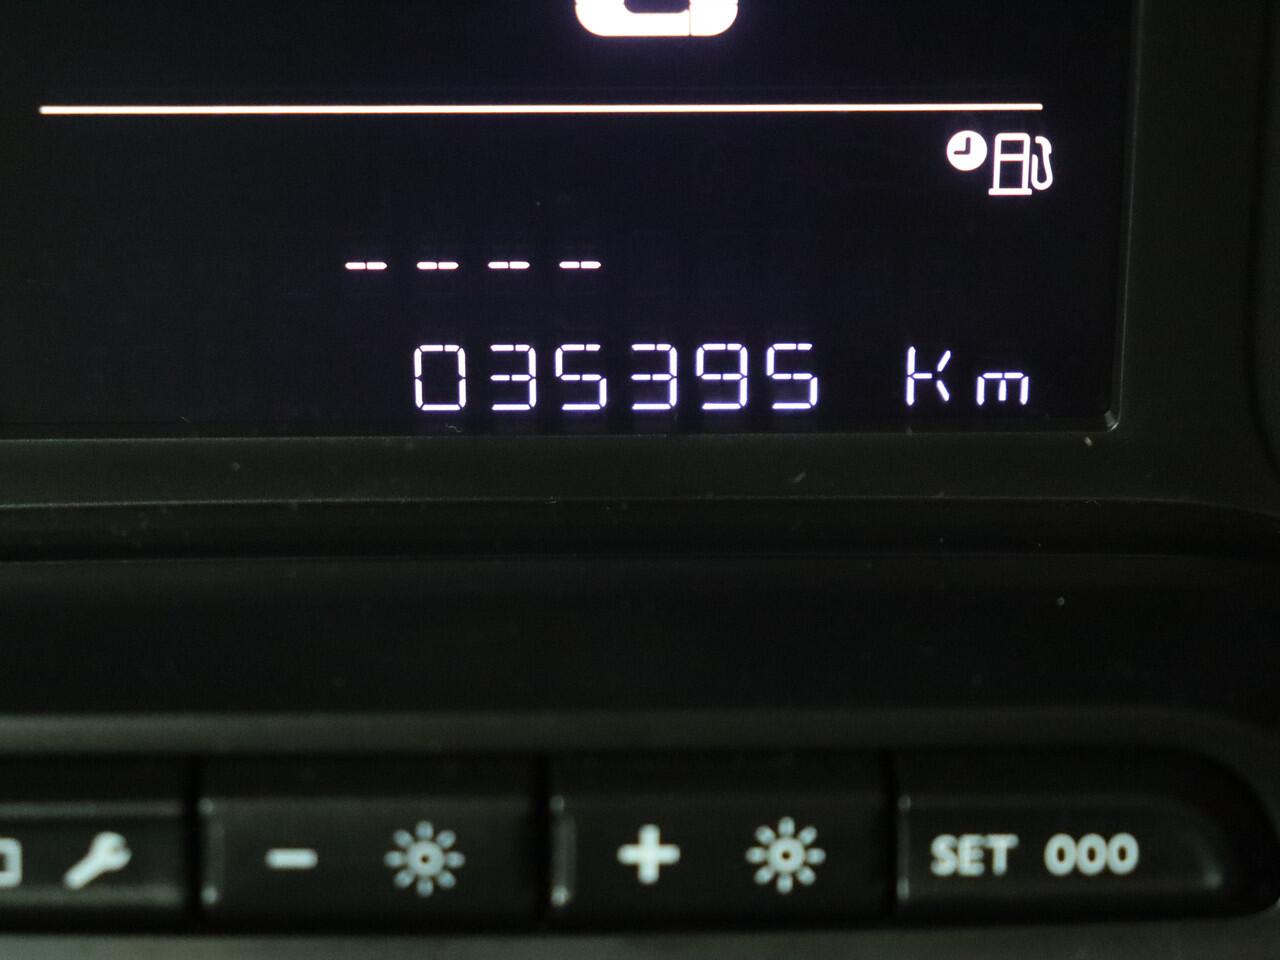 ----
035395 Km
- + SET 000